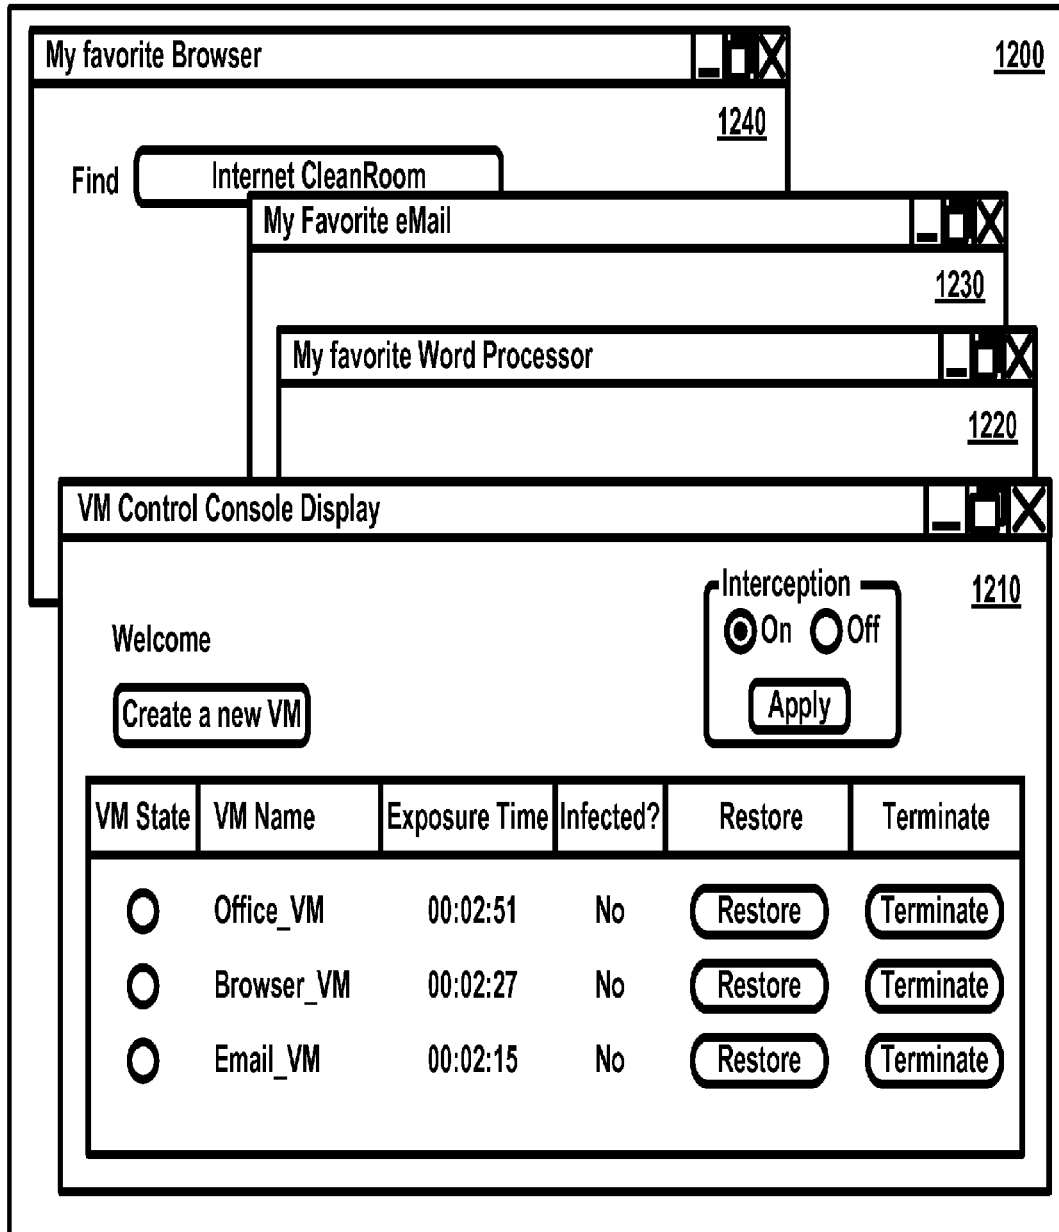 My favorite Browser
1200
1240
Find Internet CleanRoom
My Favorite eMail
1230
My favorite Word Processor
1220
VM Control Console Display
1210
Interception
On Off
Welcome
Apply
Create a new VM
VM State VM Name Exposure Time Infected? Restore Terminate
Office_VM 00:02:51 No Restore Terminate
Browser_VM 00:02:27 No Restore Terminate
Email_VM 00:02:15 No Restore Terminate